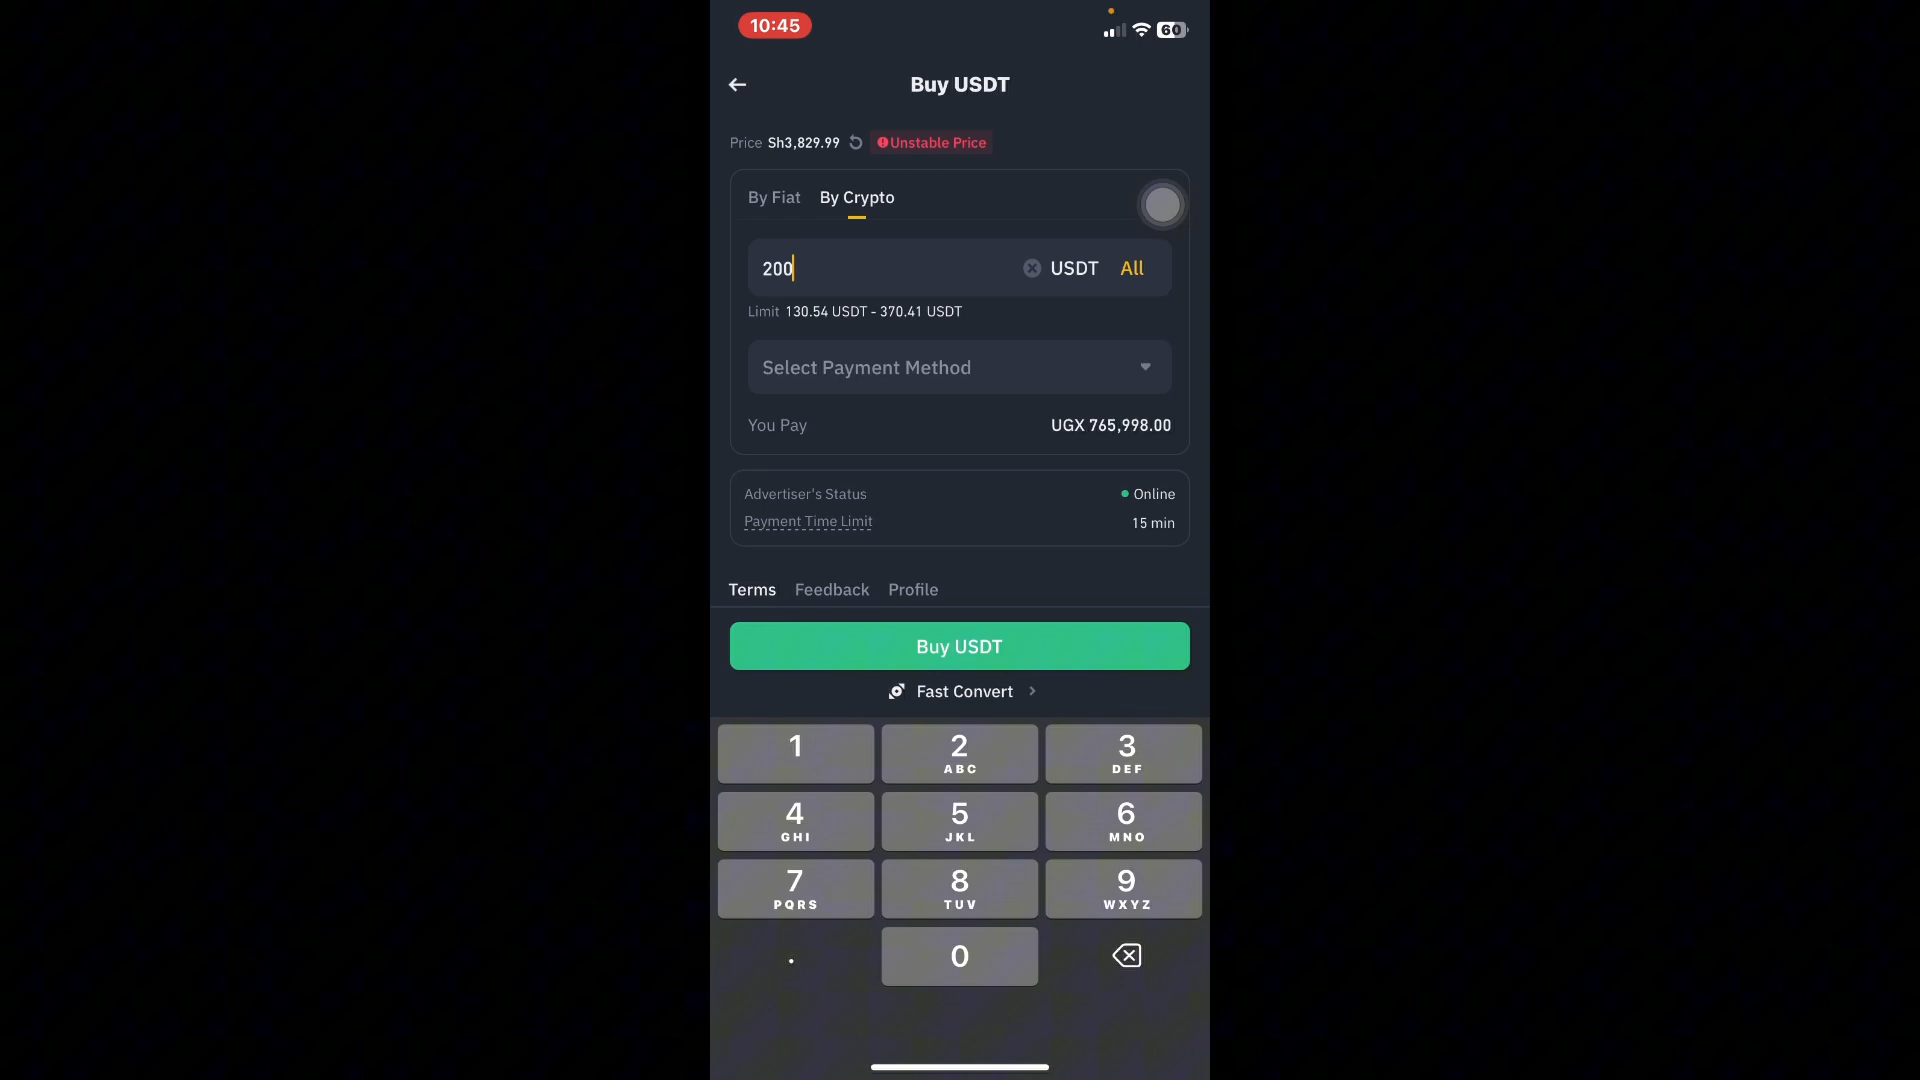 10:45
60
Buy USDT
Price Sh3,829.99 Unstable Price
By Fiat By Crypto
200 USDT All
Limit 130.54 USDT - 370.41 USDT
Select Payment Method
You Pay UGX 765,998.00
Advertiser's Status Online
Payment Time Limit 15 min
Terms Feedback Profile
Buy USDT
Fast Convert
1 2 3
ABC DEF
4 5 6
GHI JKL MNO
7 8 9
PQRS TUV WXYZ
. 0